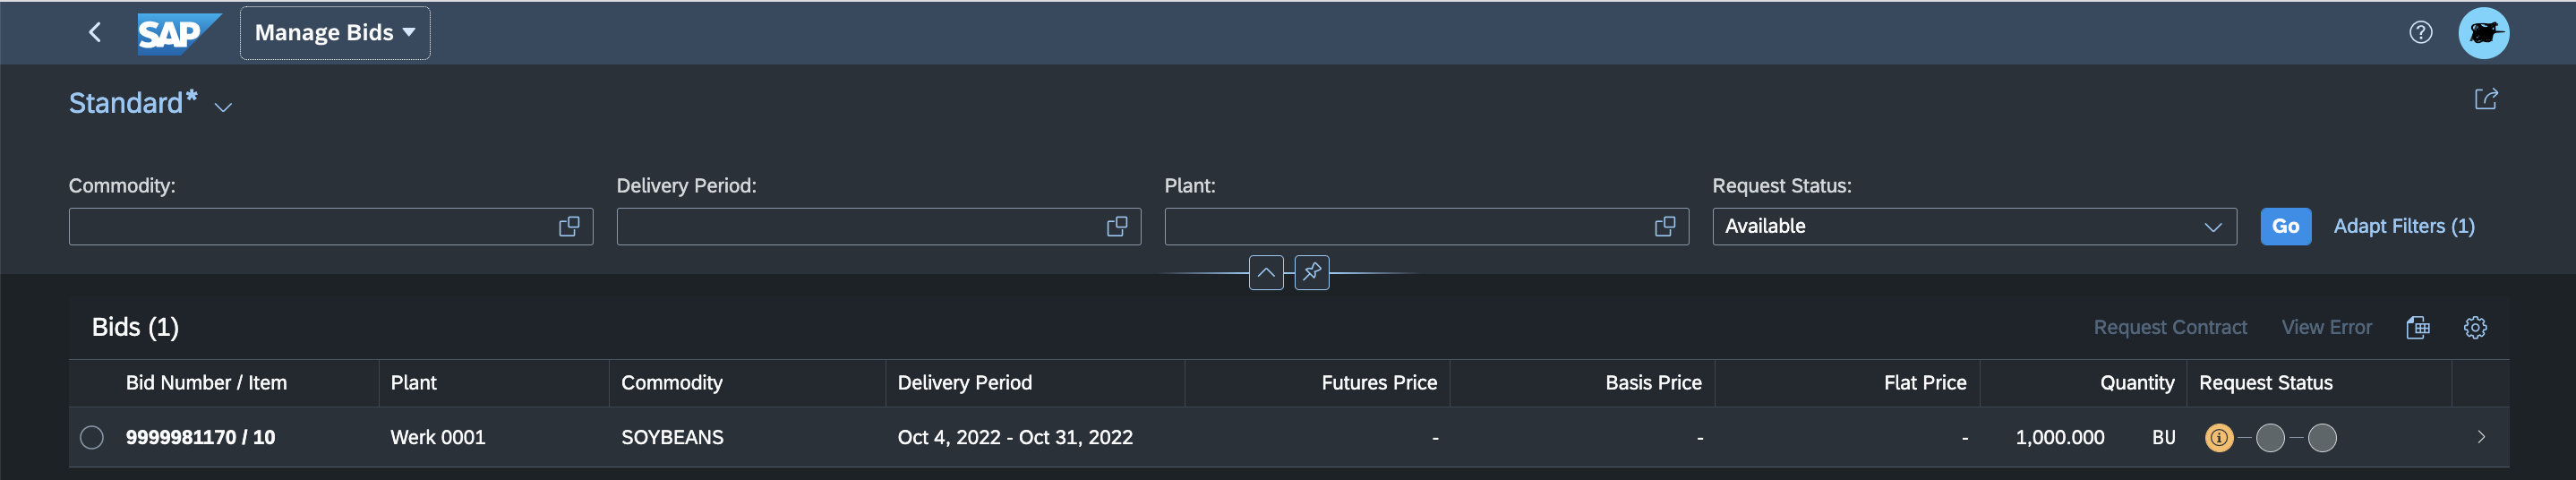 SAP Manage Bids
Standard*
Commodity: Delivery Period: Plant: Request Status:
Available Go Adapt Filters (1)
Bids (1) Request Contract View Error
Bid Number / Item Plant Commodity Delivery Period Futures Price Basis Price Flat Price Quantity Request Status
9999981170 / 10 Werk 0001 SOYBEANS Oct 4, 2022 - Oct 31, 2022 - - - 1,000.000 BU